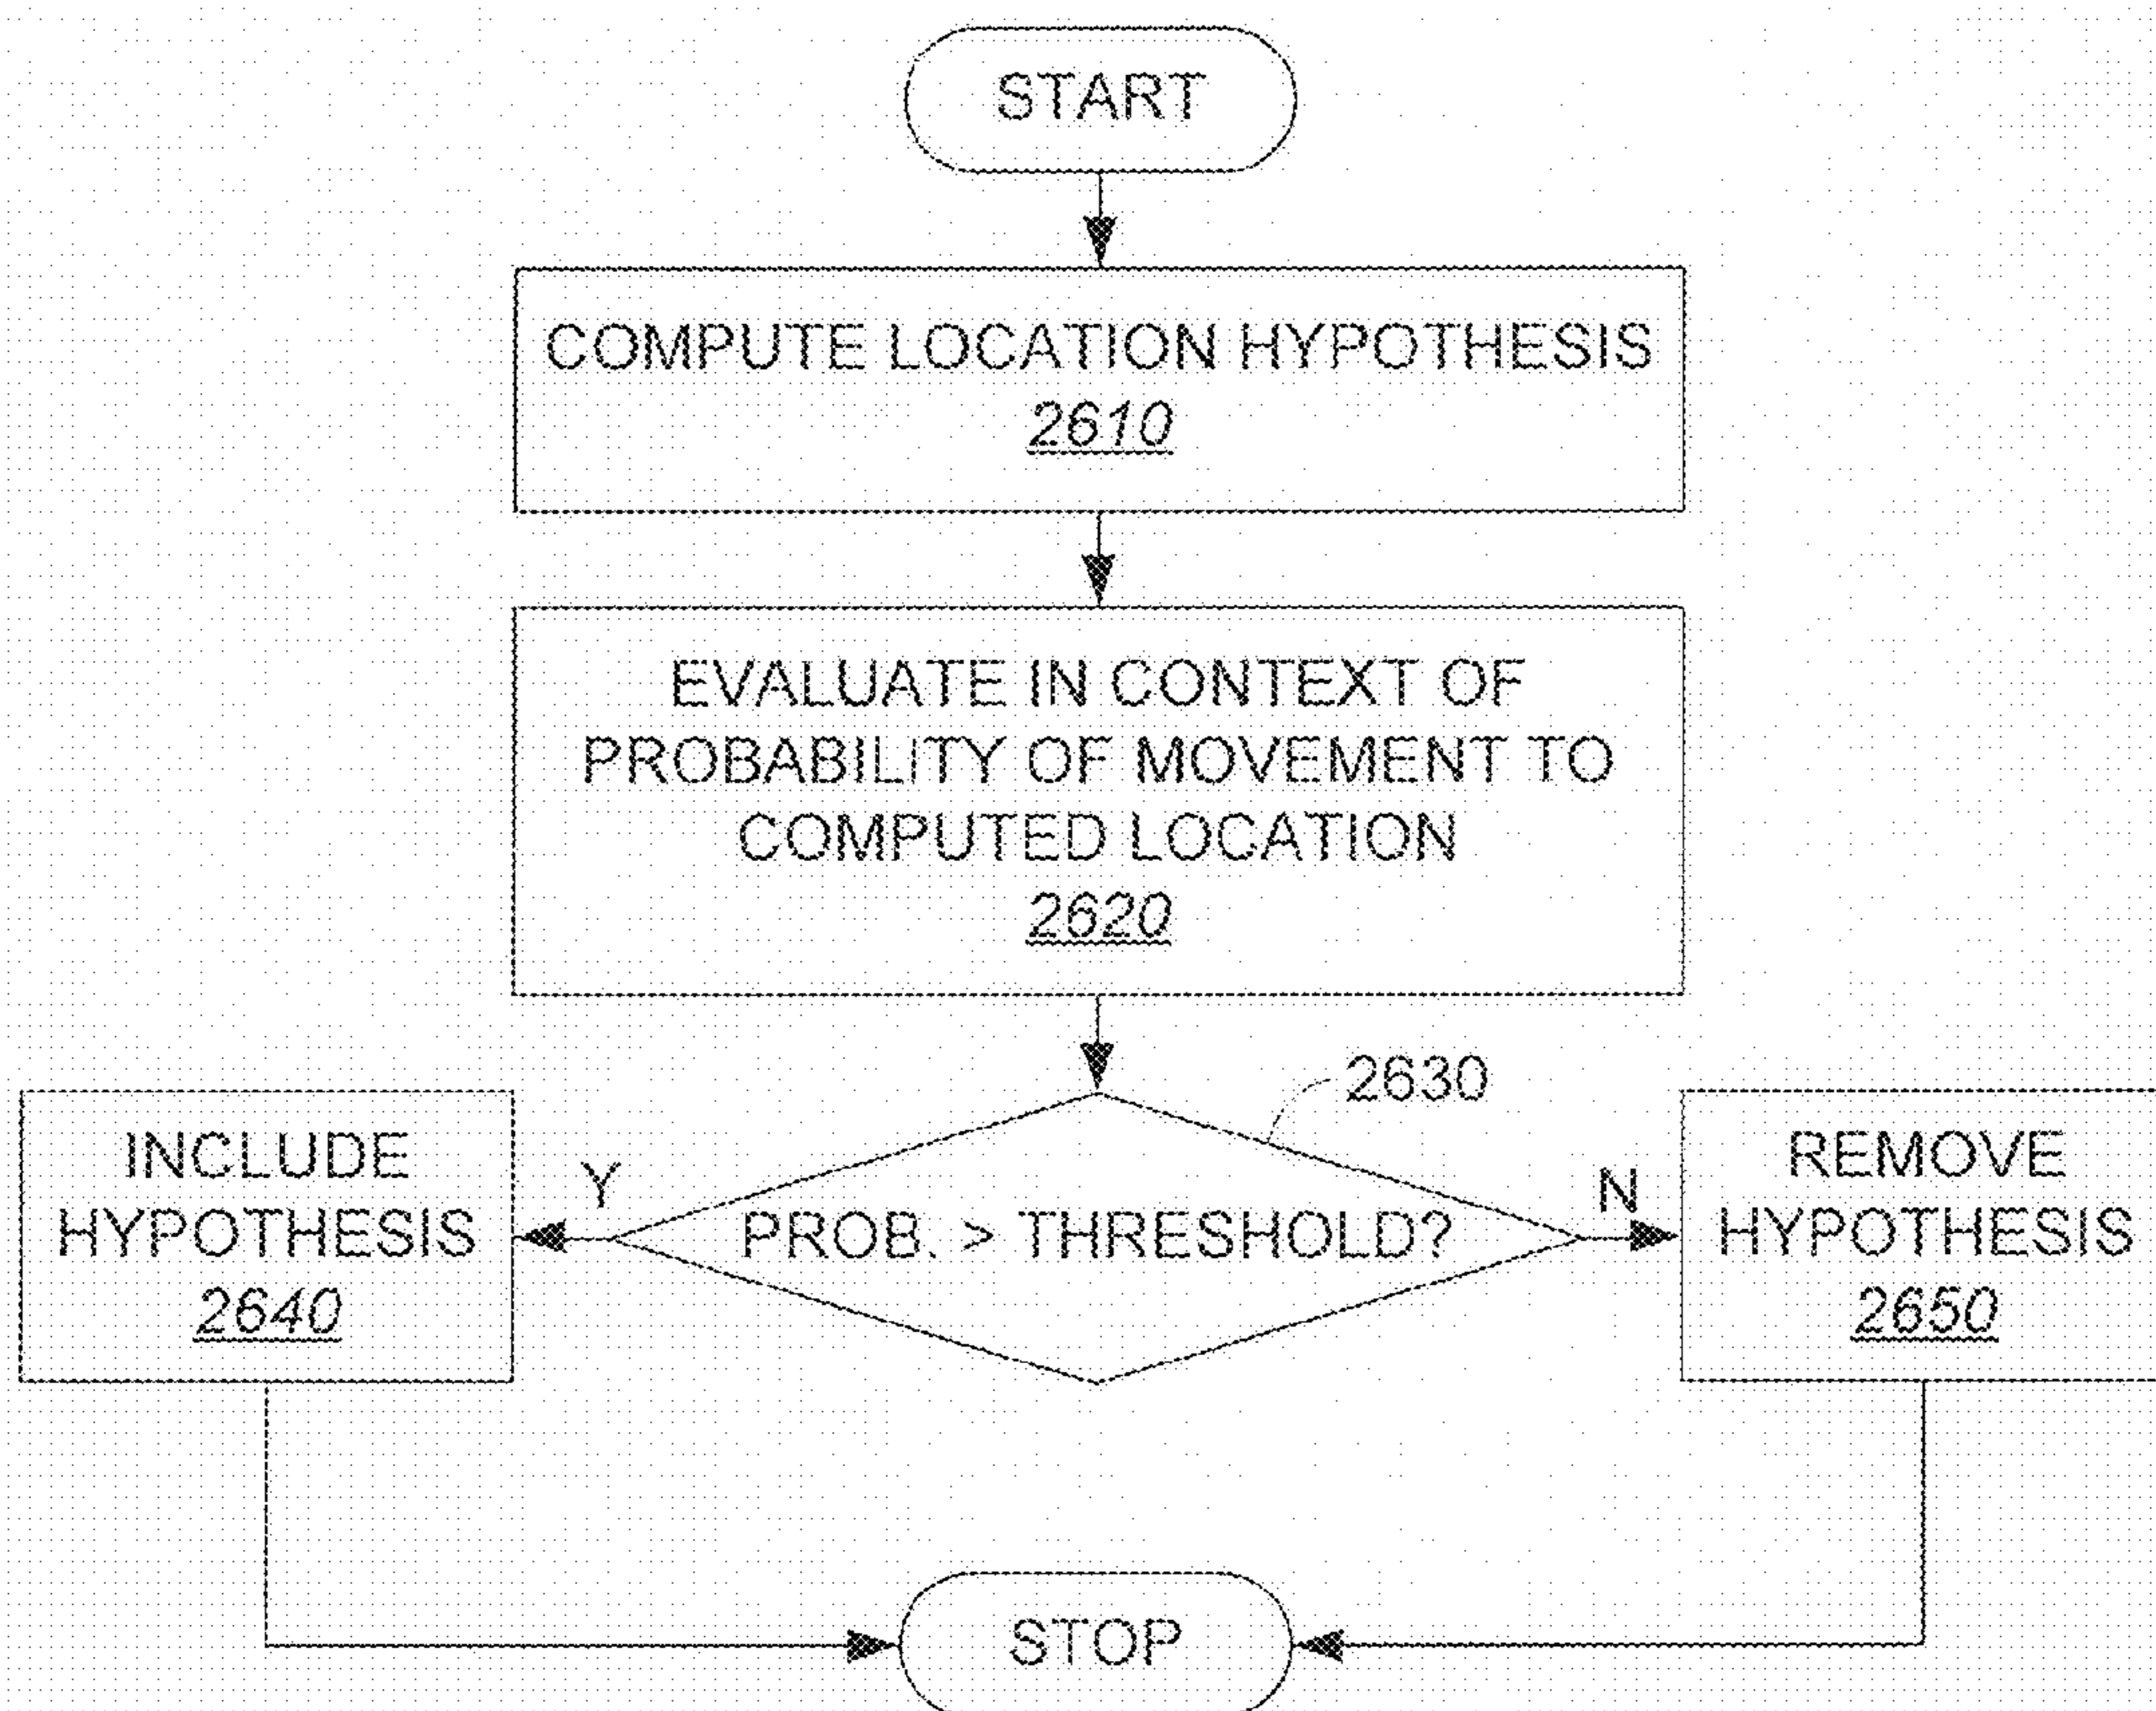 START
COMPUTE LOCATION HYPOTHESIS
2610
EVALUATE IN CONTEXT OF
PROBABILITY OF MOVEMENT TO
COMPUTED LOCATION
2620
2630
INCLUDE
HYPOTHESIS
2640
Y
PROB. > THRESHOLD?
N
REMOVE
HYPOTHESIS
2650
STOP